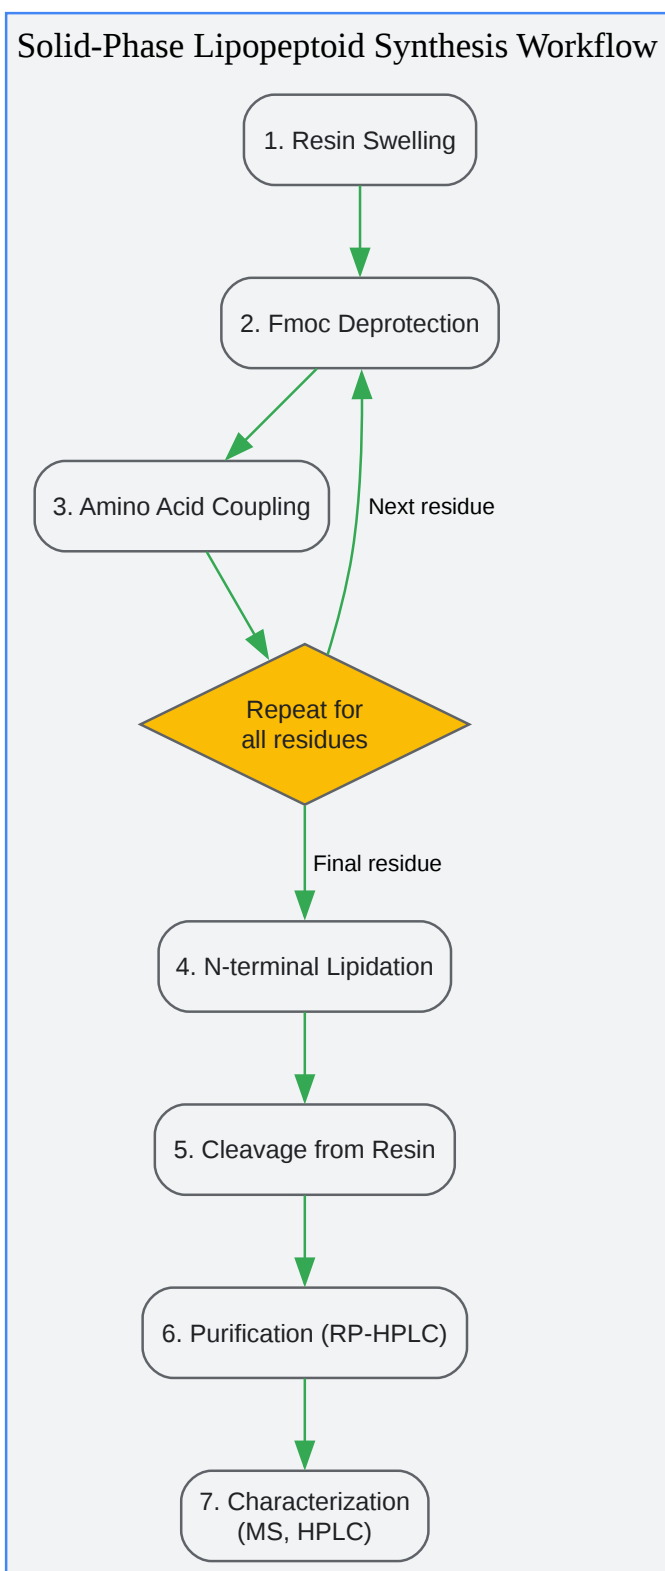 Solid-Phase Lipopeptoid Synthesis Workflow
1. Resin Swelling
2. Fmoc Deprotection
3. Amino Acid Coupling
Next residue
Repeat for
all residues
Final residue
4. N-terminal Lipidation
5. Cleavage from Resin
6. Purification (RP-HPLC)
7. Characterization
(MS, HPLC)